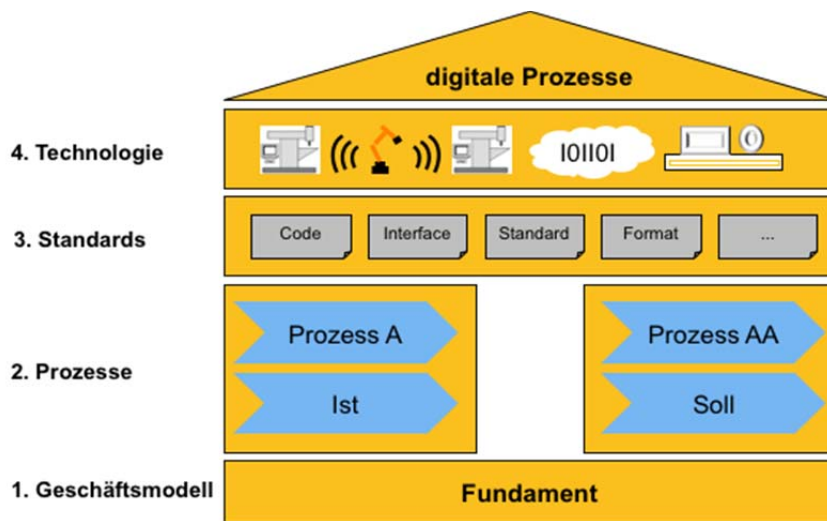 digitale Prozesse
4. Technologie
IOIIOI
3. Standards
Code
Interface
Standard
Format
...
2. Prozesse
Prozess A
Prozess AA
Ist
Soll
1. Geschäftsmodell
Fundament